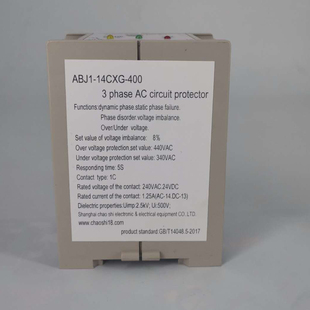 ABJ1-14CXG-400
3 phase AC circuit protector
Functions:dynamic phase static phase failure.
Phase disorder.voltage imbalance.
Over/Under voltage.
Set value of voltage imbalance: 8%
Over voltage protection set value: 440VAC
Under voltage protection set value: 340VAC
Responding time: 5S
Contact type: 1C
Rated voltage of the contact: 240VAC.24VDC
Rated current of the contact: 1.25A(AC-14.DC-13)
Dielectric properties:Uimp:2.5kV; Ui:500V.
Shanghai chao shi electronic & electrical equipment CO., LTD.
www.chaoshi18.com
product standard GB/T14048.5-2017